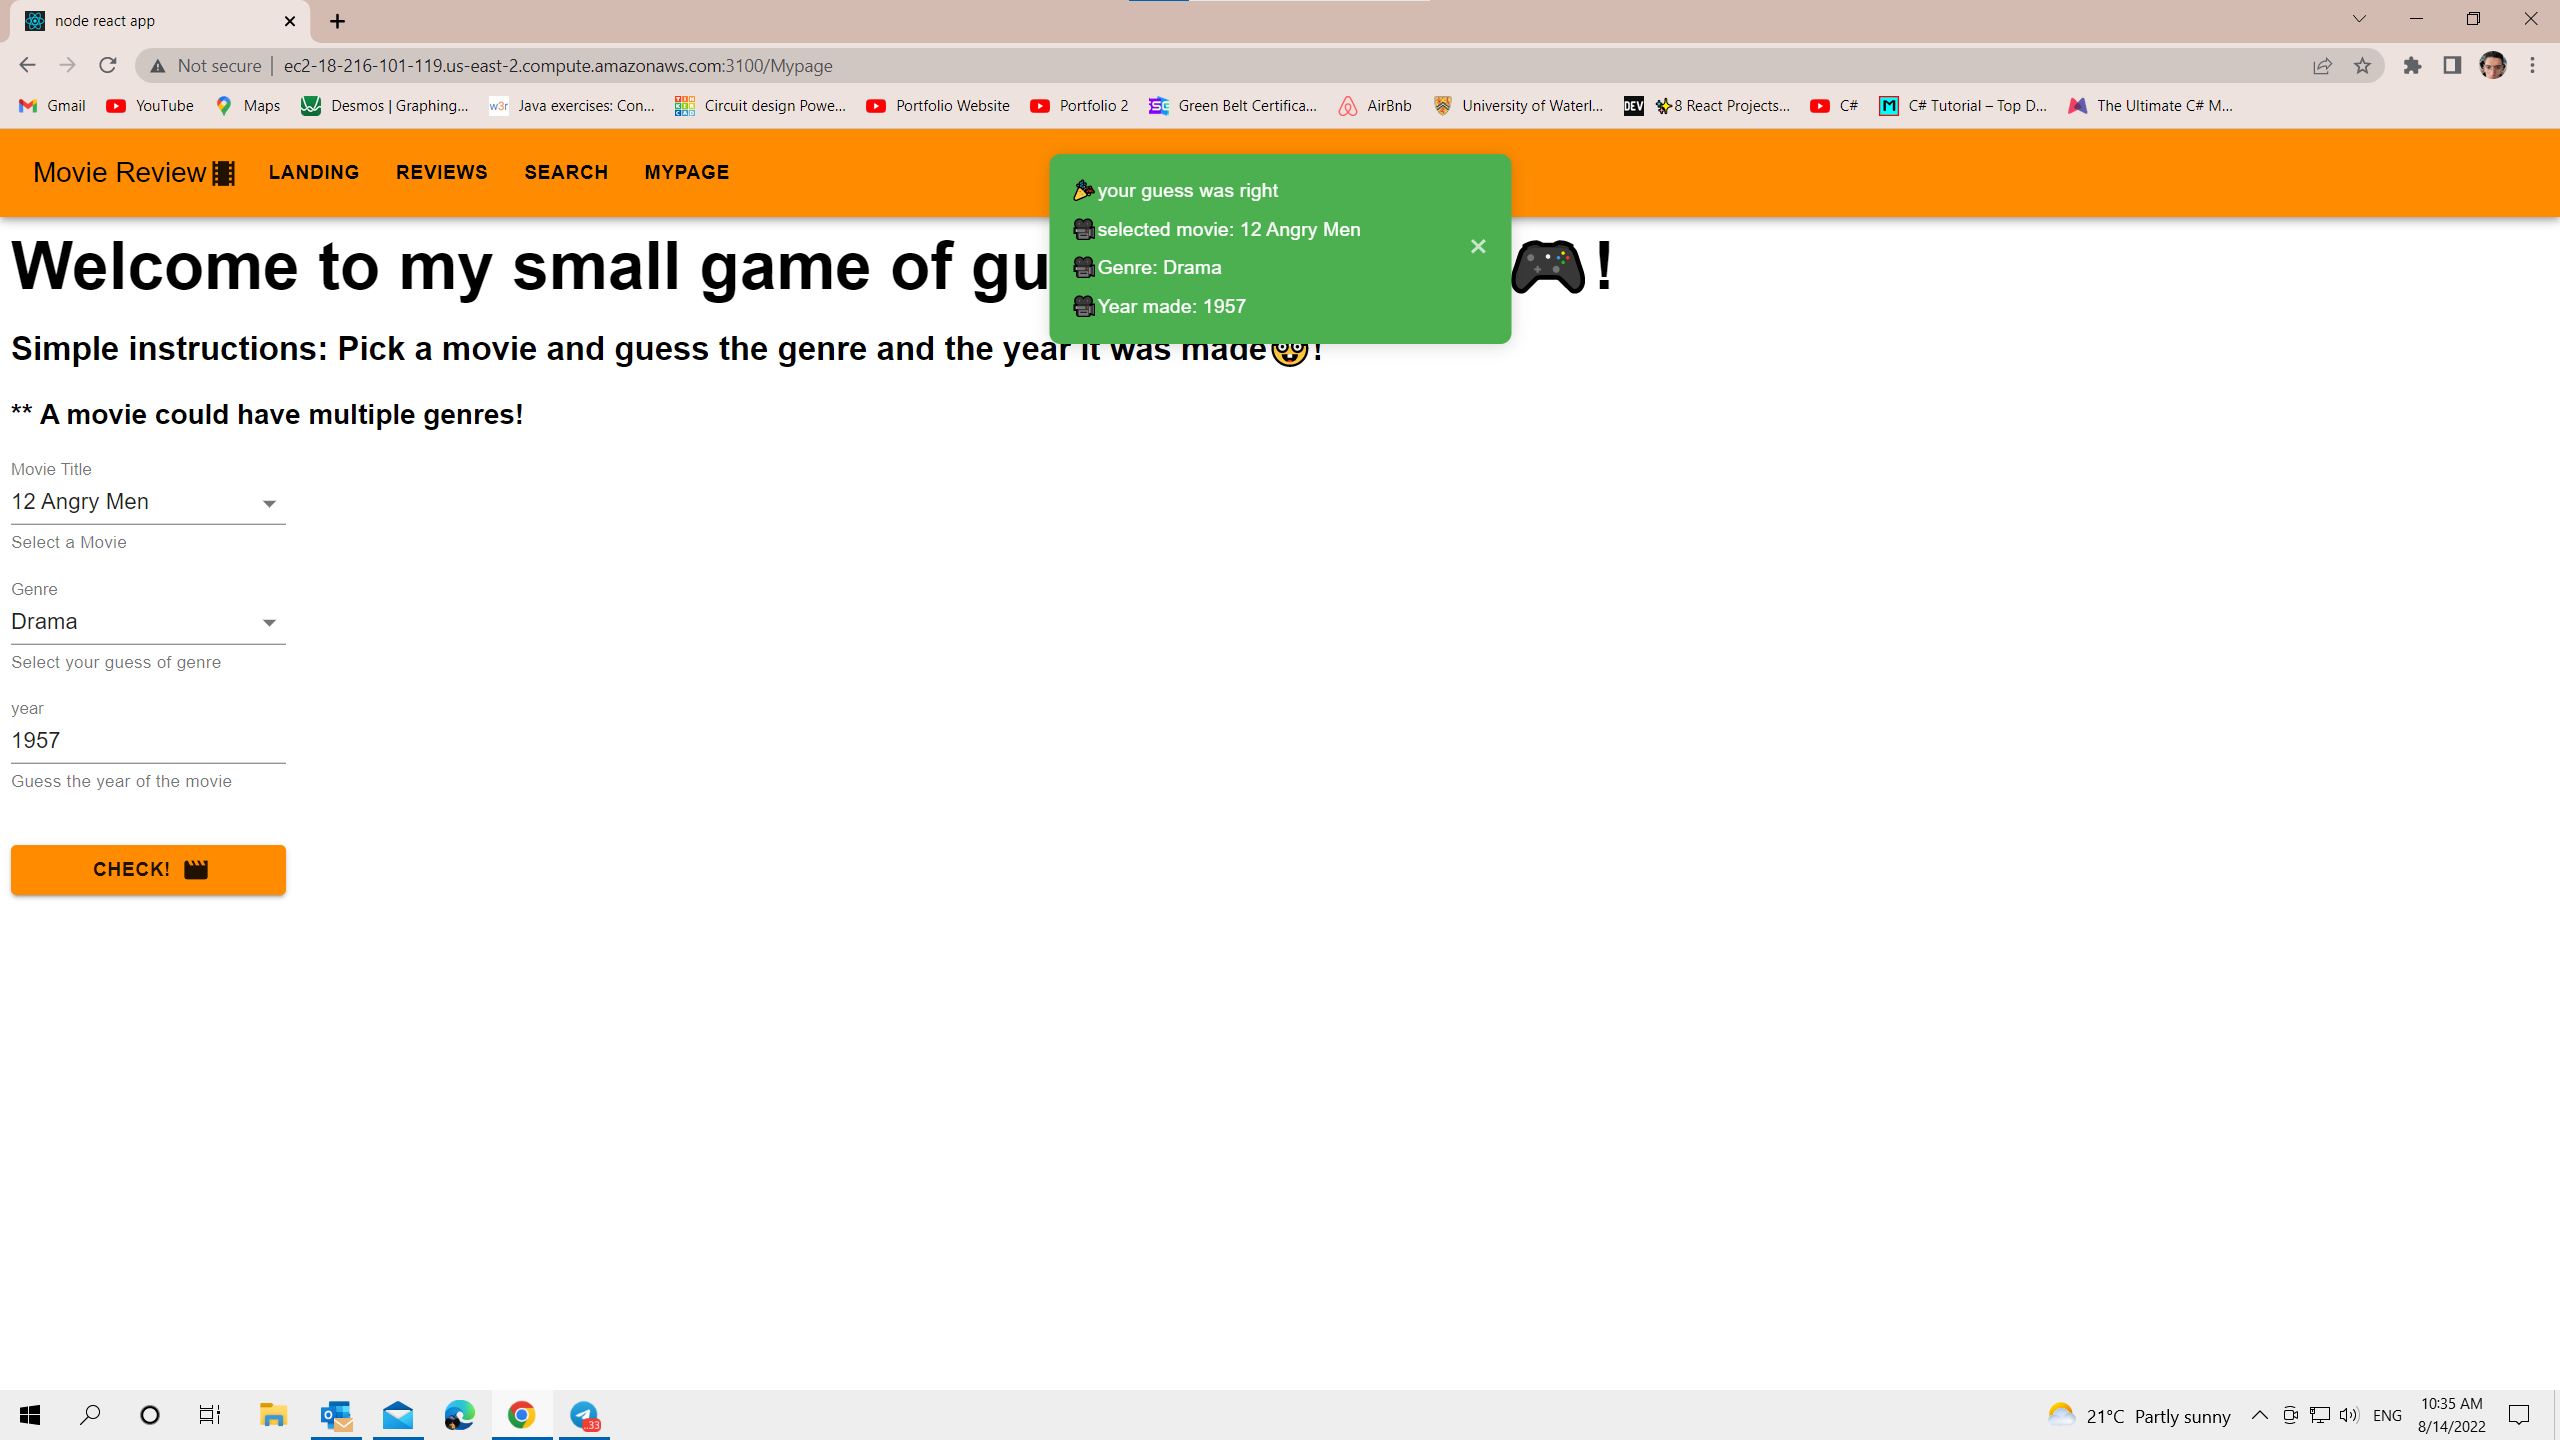 node react app
Not secure | ec2-18-216-101-119.us-east-2.compute.amazonaws.com:3100/Mypage
Gmail YouTube Maps Desmos | Graphing... w3r Java exercises: Con... Circuit design Powe... Portfolio Website Portfolio 2 Green Belt Certifica... AirBnb University of Waterl... DEV 8 React Projects... C# M C# Tutorial – Top D... The Ultimate C# M...
Movie Review LANDING REVIEWS SEARCH MYPAGE
your guess was right
selected movie: 12 Angry Men
Genre: Drama
Year made: 1957
Welcome to my small game of gu !
Simple instructions: Pick a movie and guess the genre and the year it was made🤓!
** A movie could have multiple genres!
Movie Title
12 Angry Men
Select a Movie
Genre
Drama
Select your guess of genre
year
1957
Guess the year of the movie
CHECK!
21°C Partly sunny ENG
10:35 AM
8/14/2022